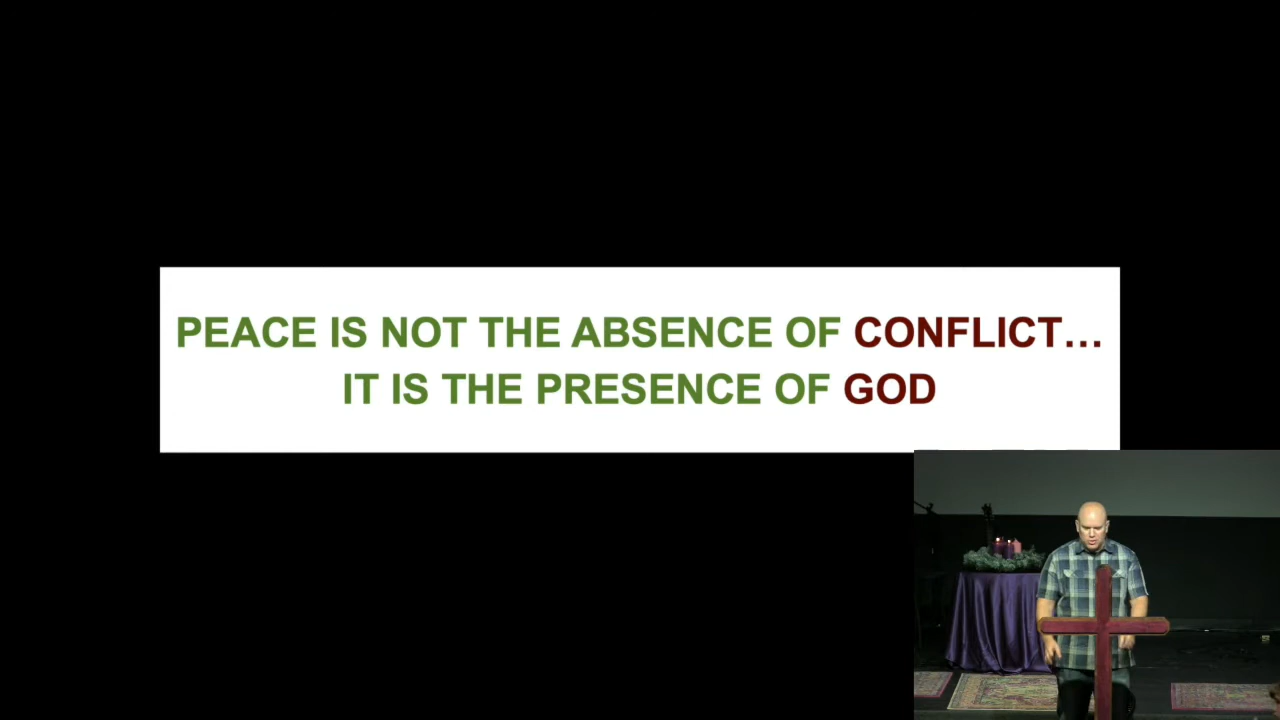 PEACE IS NOT THE ABSENCE OF CONFLICT…
IT IS THE PRESENCE OF GOD